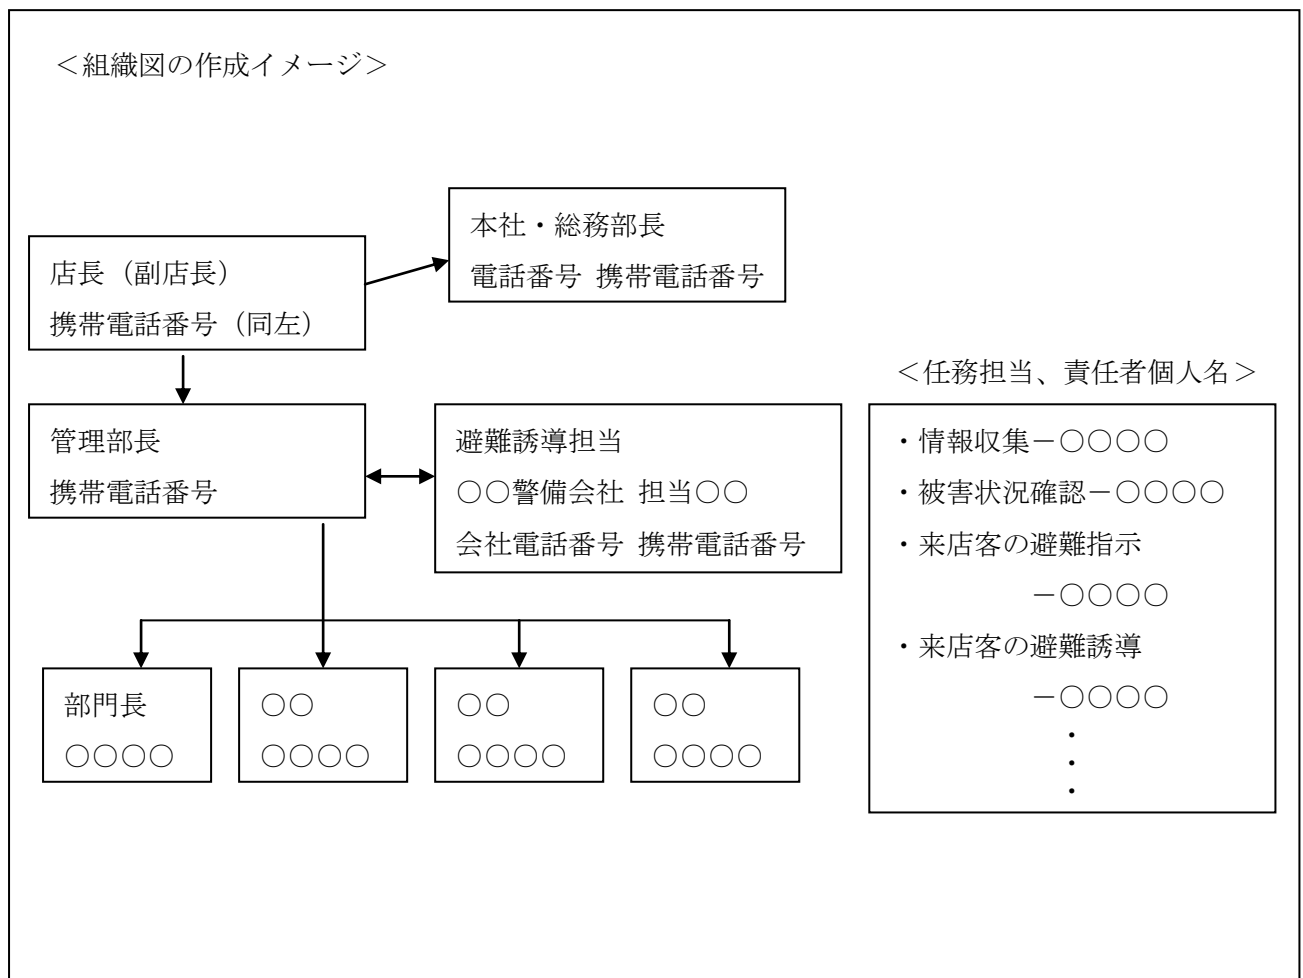 ＜組織図の作成イメージ＞
本社・総務部長
電話番号 携帯電話番号
店長（副店長）
携帯電話番号（同左）
管理部長
携帯電話番号
避難誘導担当
○○警備会社 担当○○
会社電話番号 携帯電話番号
部門長
○○○○
○○
○○○○
○○
○○○○
○○
○○○○
＜任務担当、責任者個人名＞
・情報収集－○○○○
・被害状況確認－○○○○
・来店客の避難指示
－○○○○
・来店客の避難誘導
－○○○○
・
・
・